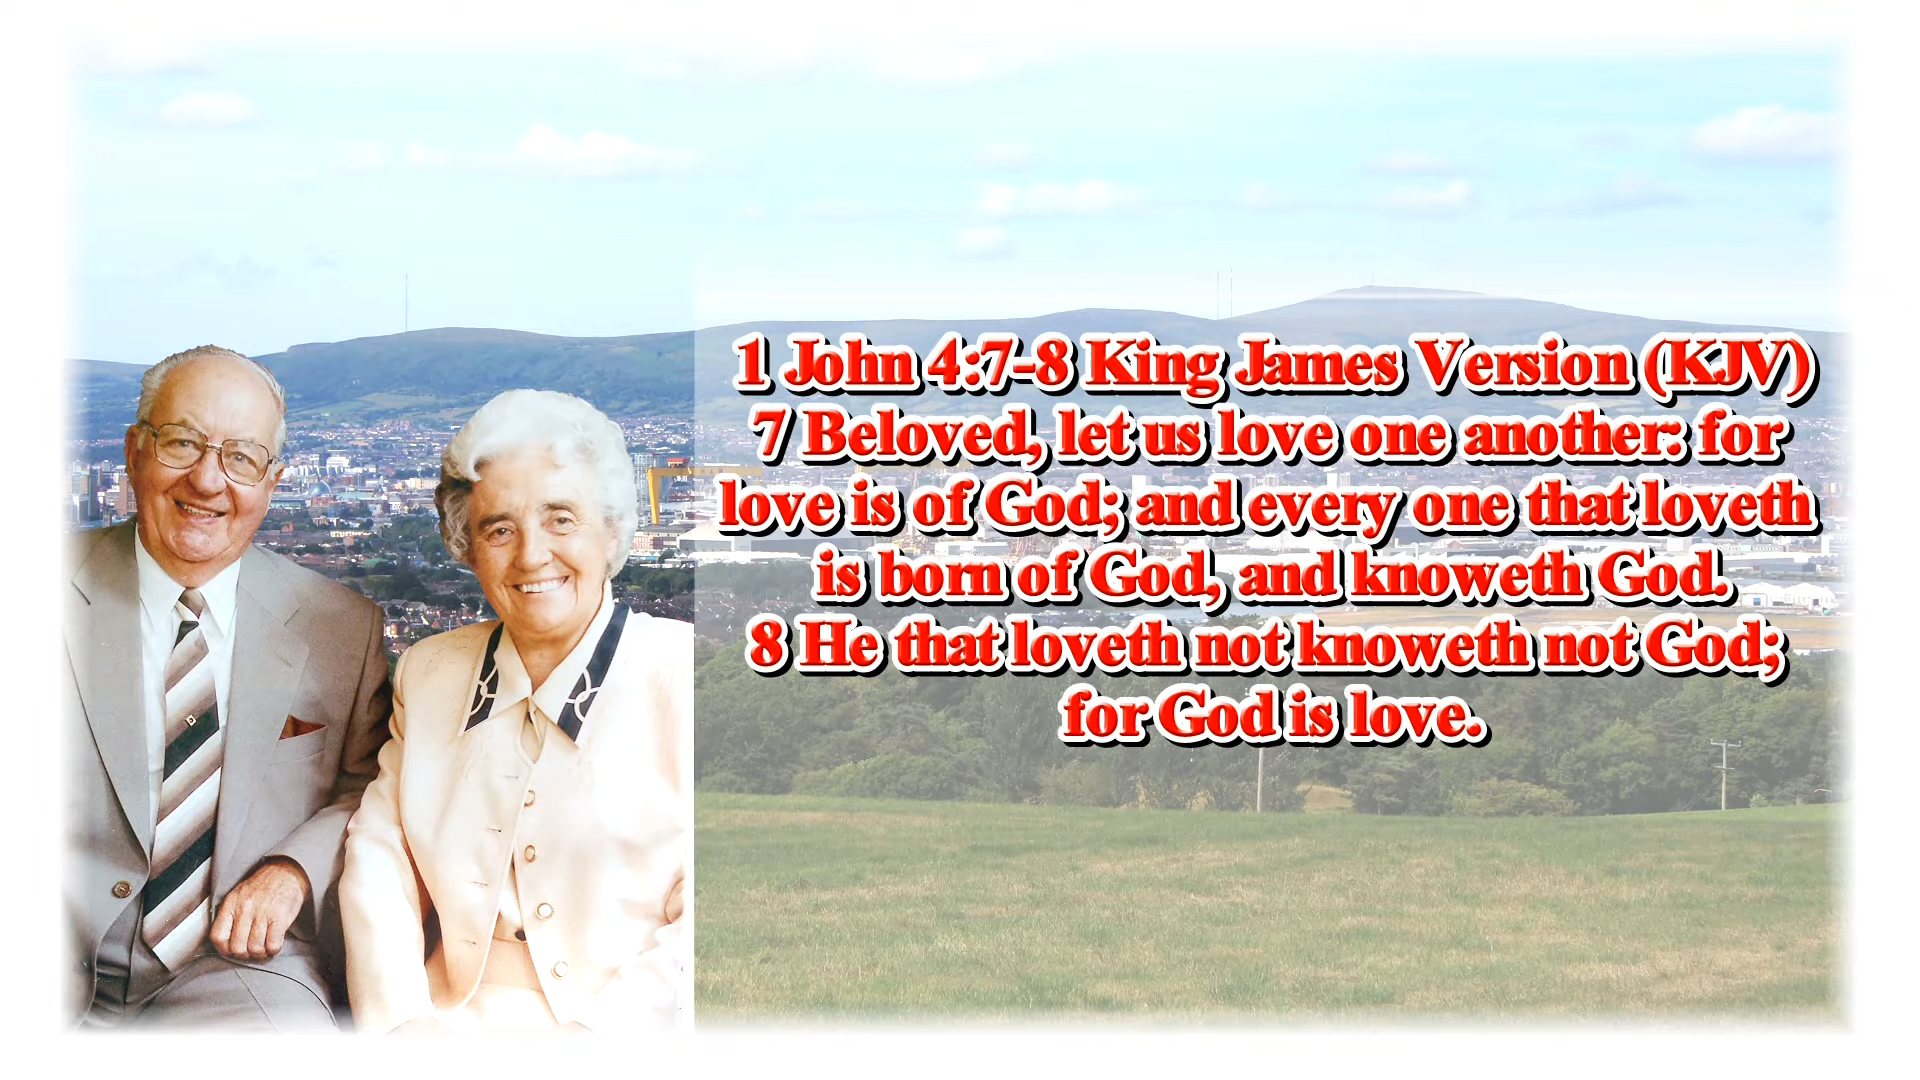 1 John 4:7-8 King James Version (KJV)
7 Beloved, let us love one another: for
love is of God; and every one that loveth
is born of God, and knoweth God.
8 He that loveth not knoweth not God;
for God is love.